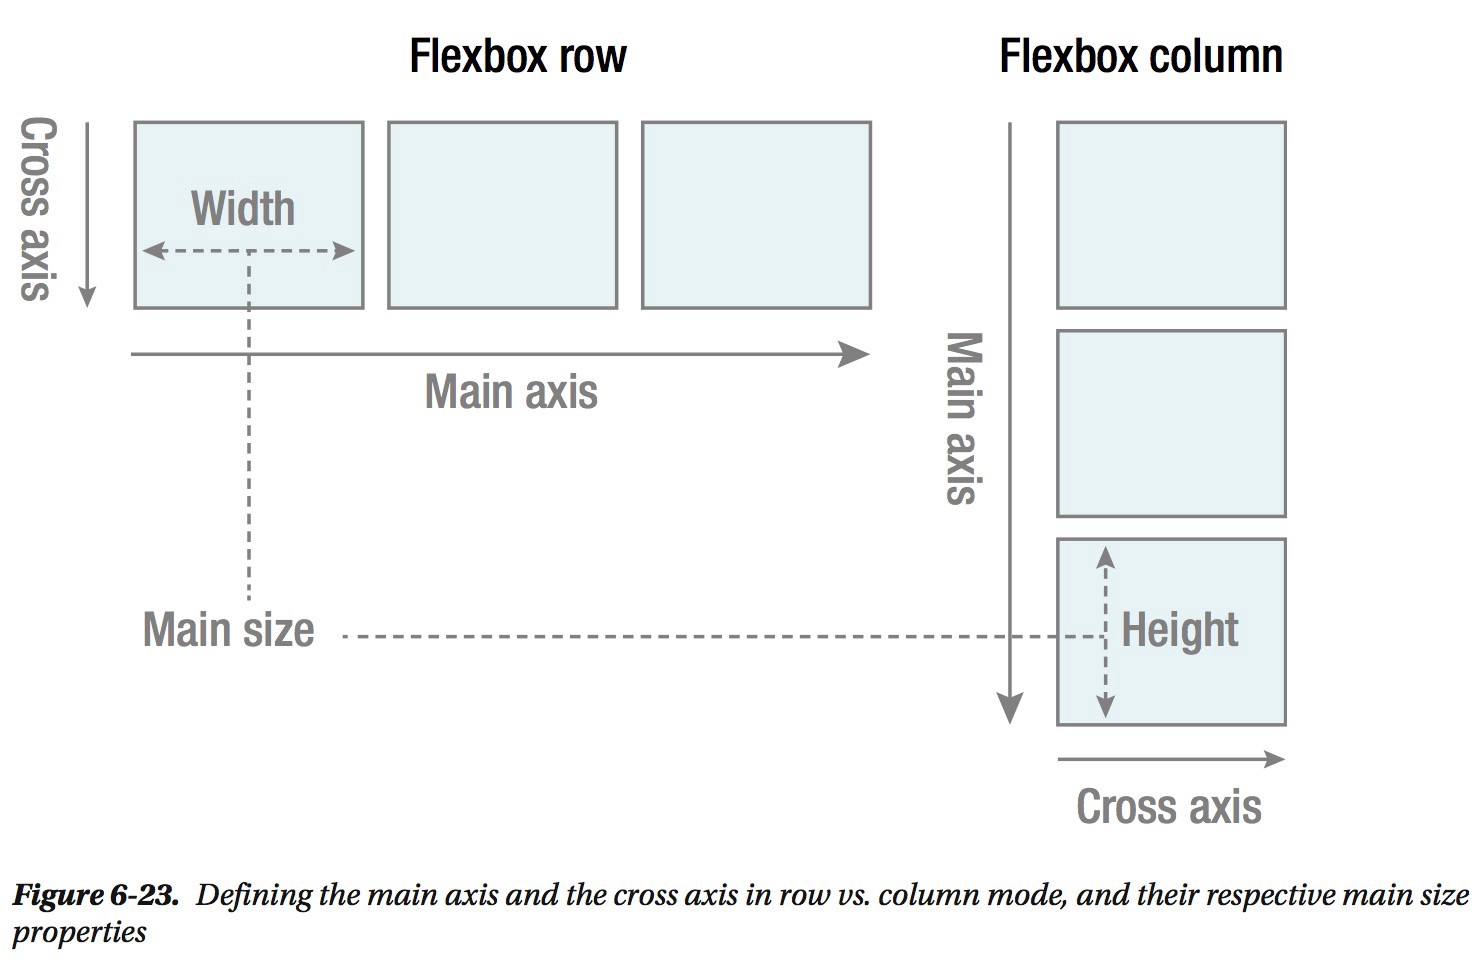 Flexbox row
Flexbox column
Cross axis
Width
Main axis
Main axis
Main size
Height
Cross axis
Figure 6-23. Defining the main axis and the cross axis in row vs. column mode, and their respective main size
properties